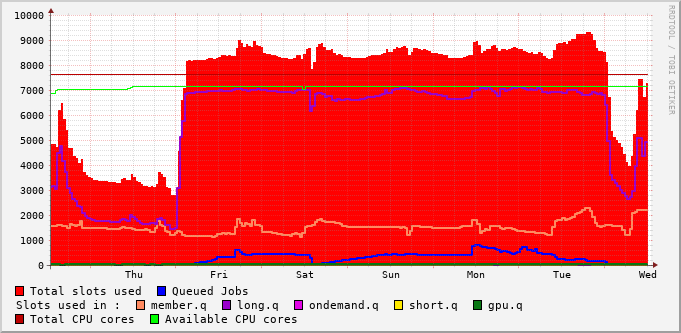 10000
9000
8000
7000
6000
5000
4000
3000
2000
1000
0
Thu Fri Sat Sun Mon Tue Wed
RRDTOOL / TOBI OETIKER
Total slots used Queued Jobs
Slots used in : member.q long.q ondemand.q short.q gpu.q
Total CPU cores Available CPU cores